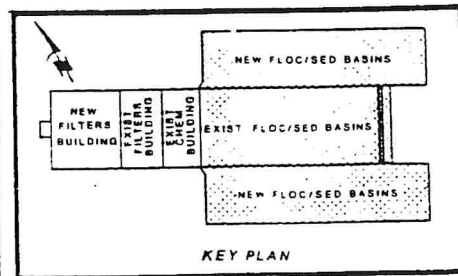 NEW FLOC/SED BASINS
NEW
FILTERS
BUILDING
EXIST
FILTERS
BUILDING
EXIST
CHEM
BUILDING
EXIST FLOC/SED BASINS
NEW FLOC/SED BASINS
KEY PLAN